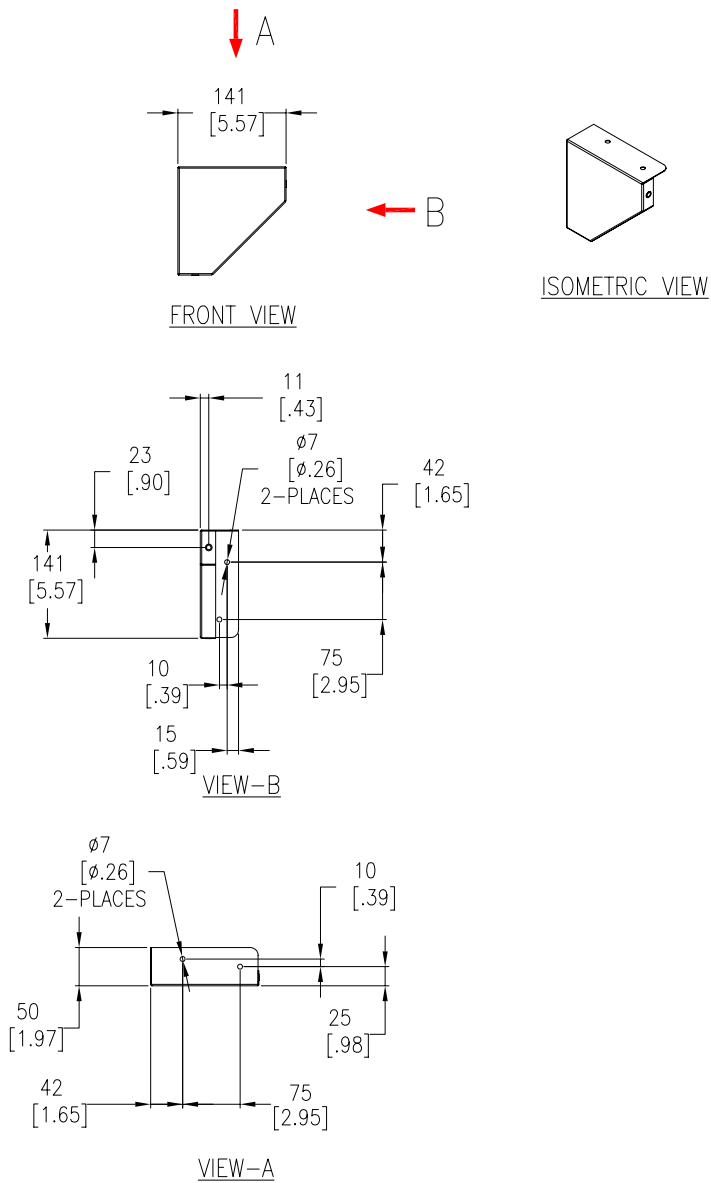 A
141
[5.57]
B
FRONT VIEW
ISOMETRIC VIEW
11
[.43]
ϕ7
[ϕ.26]
2-PLACES
23
[.90]
42
[1.65]
141
[5.57]
10
[.39]
75
[2.95]
15
[.59]
VIEW-B
ϕ7
[ϕ.26]
2-PLACES
10
[.39]
50
[1.97]
25
[.98]
42
[1.65]
75
[2.95]
VIEW-A